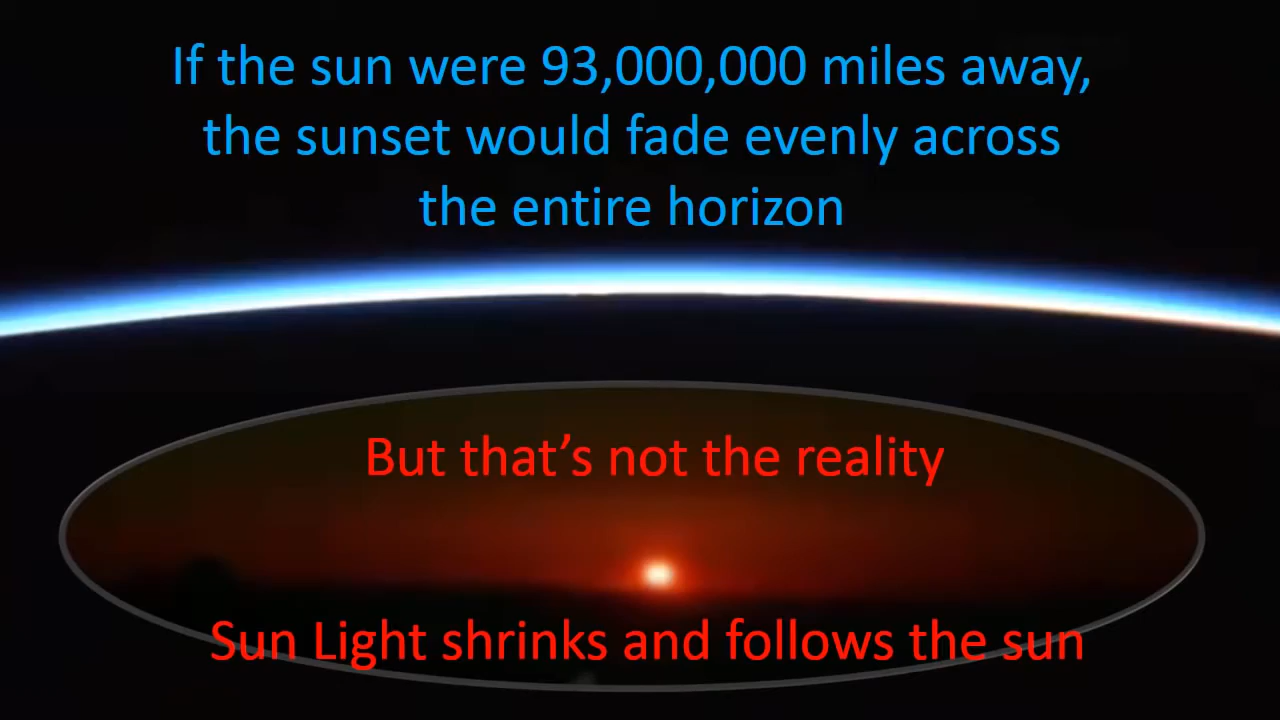 If the sun were 93,000,000 miles away,
the sunset would fade evenly across
the entire horizon
But that’s not the reality
Sun Light shrinks and follows the sun